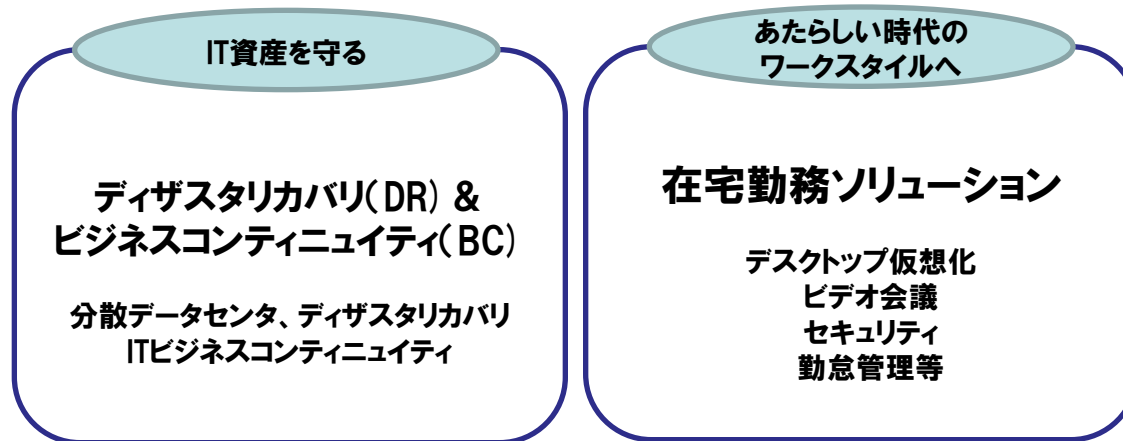 IT資産を守る
ディザスタリカバリ(DR) &
ビジネスコンティニュイティ(BC)
分散データセンタ、ディザスタリカバリ
ITビジネスコンティニュイティ
あたらしい時代の
ワークスタイルへ
在宅勤務ソリューション
デスクトップ仮想化
ビデオ会議
セキュリティ
勤怠管理等